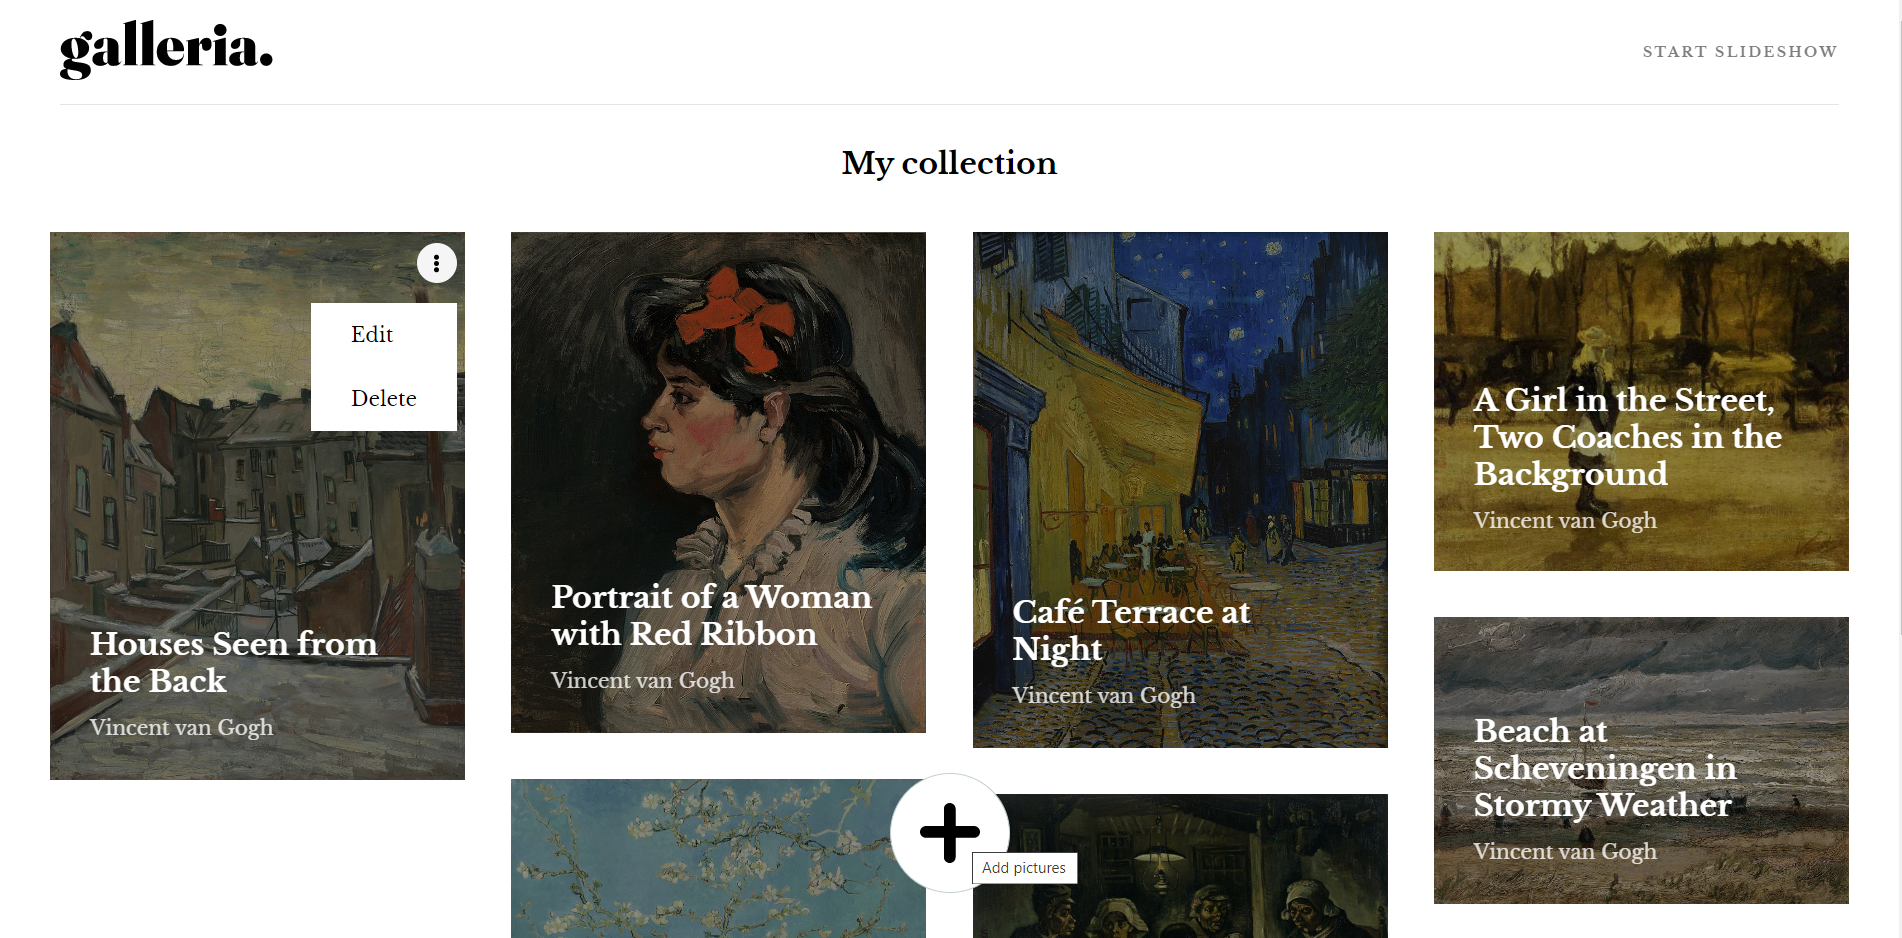 galleria.
START SLIDESHOW
My collection
Edit
Delete
Houses Seen from
the Back
Vincent van Gogh
Portrait of a Woman
with Red Ribbon
Vincent van Gogh
Café Terrace at
Night
Vincent van Gogh
A Girl in the Street,
Two Coaches in the
Background
Vincent van Gogh
Beach at
Scheveningen in
Stormy Weather
Vincent van Gogh
Add pictures